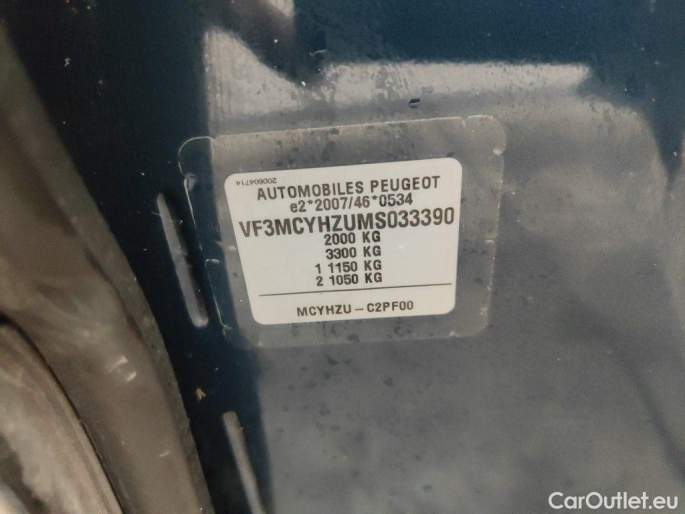 200604714
AUTOMOBILES PEUGEOT
e2*2007/46*0534
VF3MCYHZUMS033390
2000 KG
3300 KG
1 1150 KG
2 1050 KG
MCYHZU - C2PF00
CarOutlet.eu